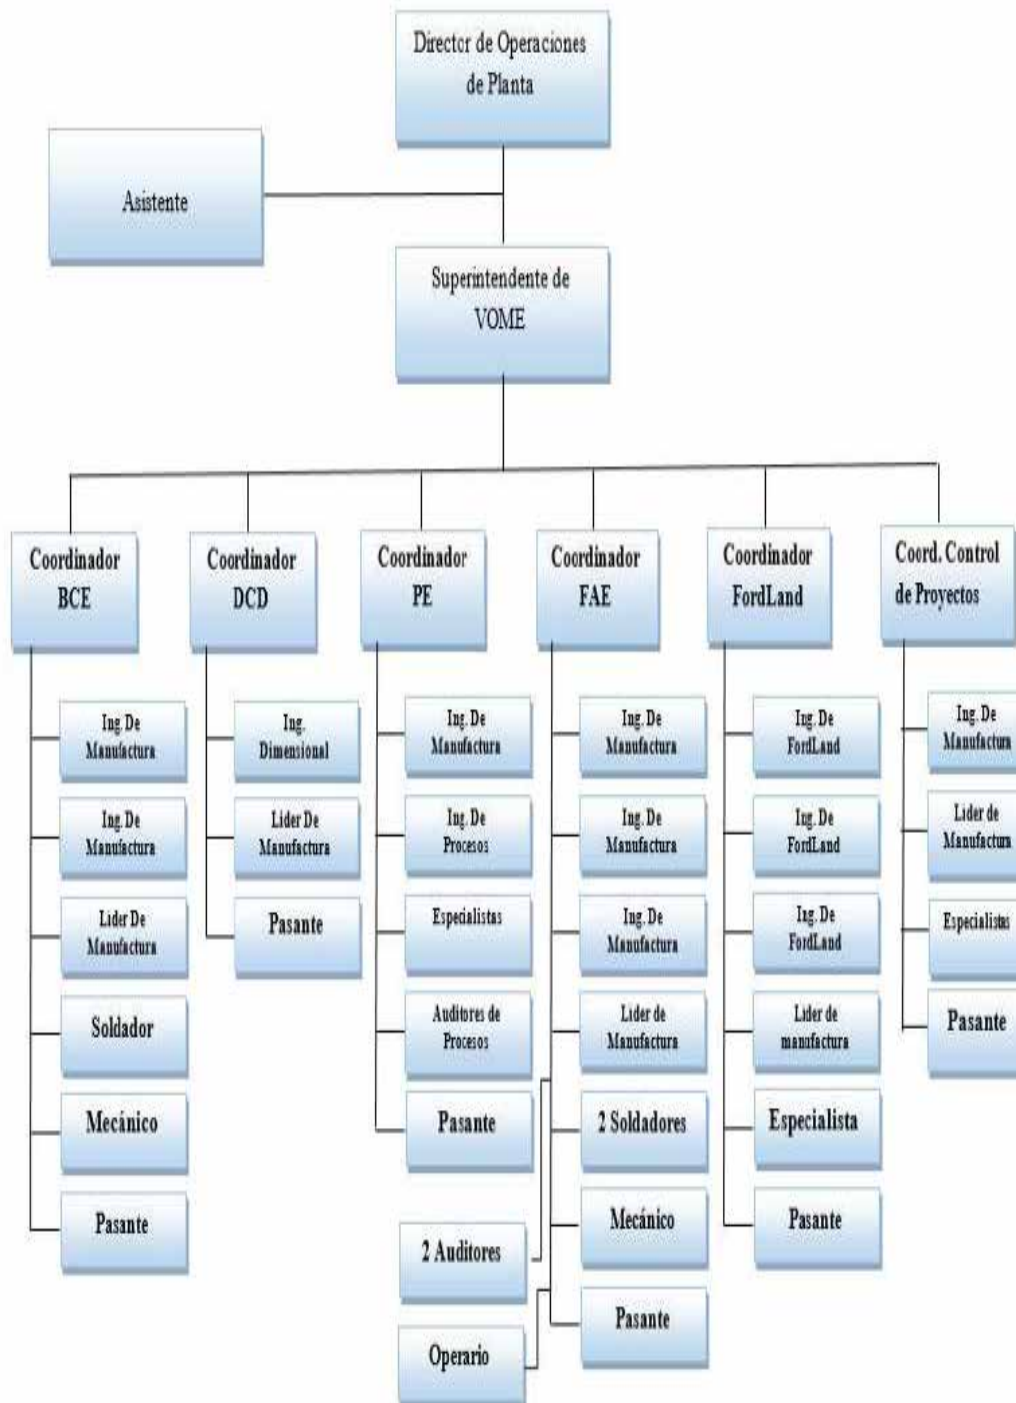 Director de Operaciones
de Planta
Asistente
Superintendente de
VOME
Coordinador
BCE
Ing. De
Manufactura
Ing. De
Manufactura
Lider De
Manufactura
Soldador
Mecánico
Pasante
Coordinador
DCD
Ing.
Dimensional
Lider De
Manufactura
Pasante
Coordinador
PE
Ing. De
Manufactura
Ing. De
Procesos
Especialistas
Auditores de
Procesos
Pasante
Coordinador
FAE
Ing. De
Manufactura
Ing. De
Manufactura
Ing. De
Manufactura
Lider de
Manufactura
2 Soldadores
Mecánico
Pasante
2 Auditores
Operario
Coordinador
FordLand
Ing. De
FordLand
Ing. De
FordLand
Ing. De
FordLand
Lider de
manufactura
Especialista
Pasante
Coord. Control
de Proyectos
Ing. De
Manufactura
Lider de
Manufactura
Especialistas
Pasante